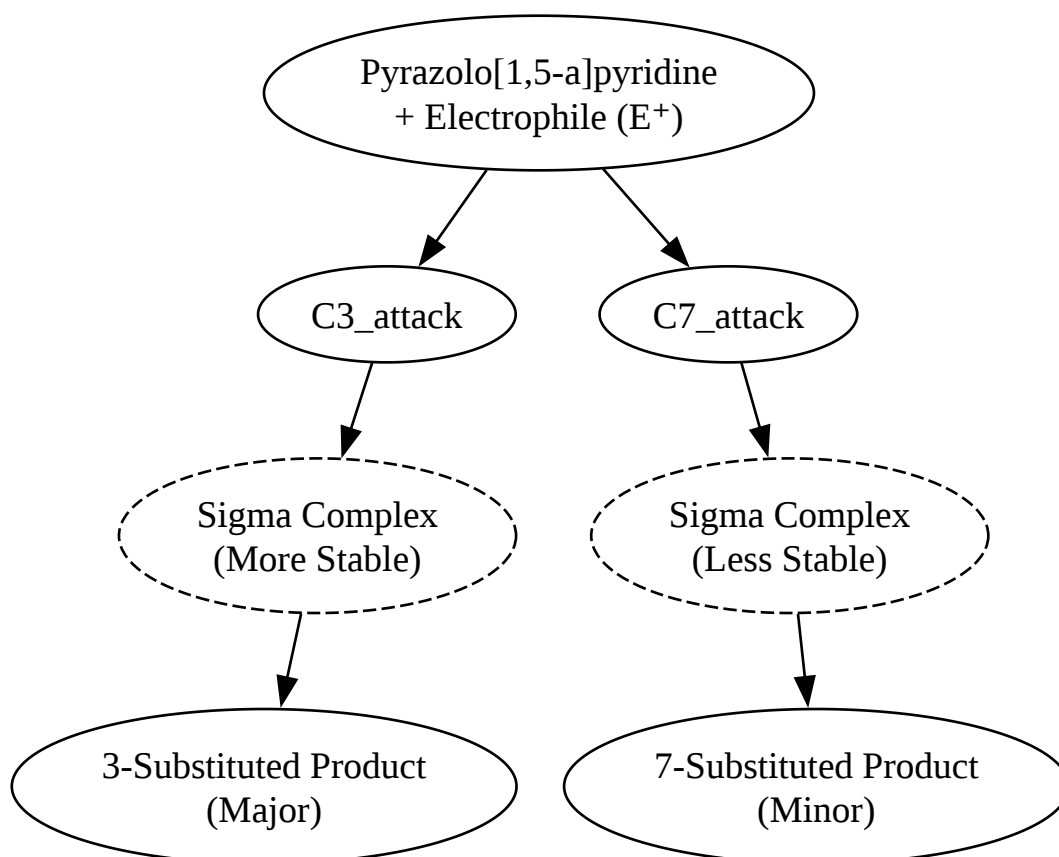 Pyrazolo[1,5-a]pyridine
+ Electrophile (E⁺)
C3_attack
C7_attack
Sigma Complex
(More Stable)
Sigma Complex
(Less Stable)
3-Substituted Product
(Major)
7-Substituted Product
(Minor)